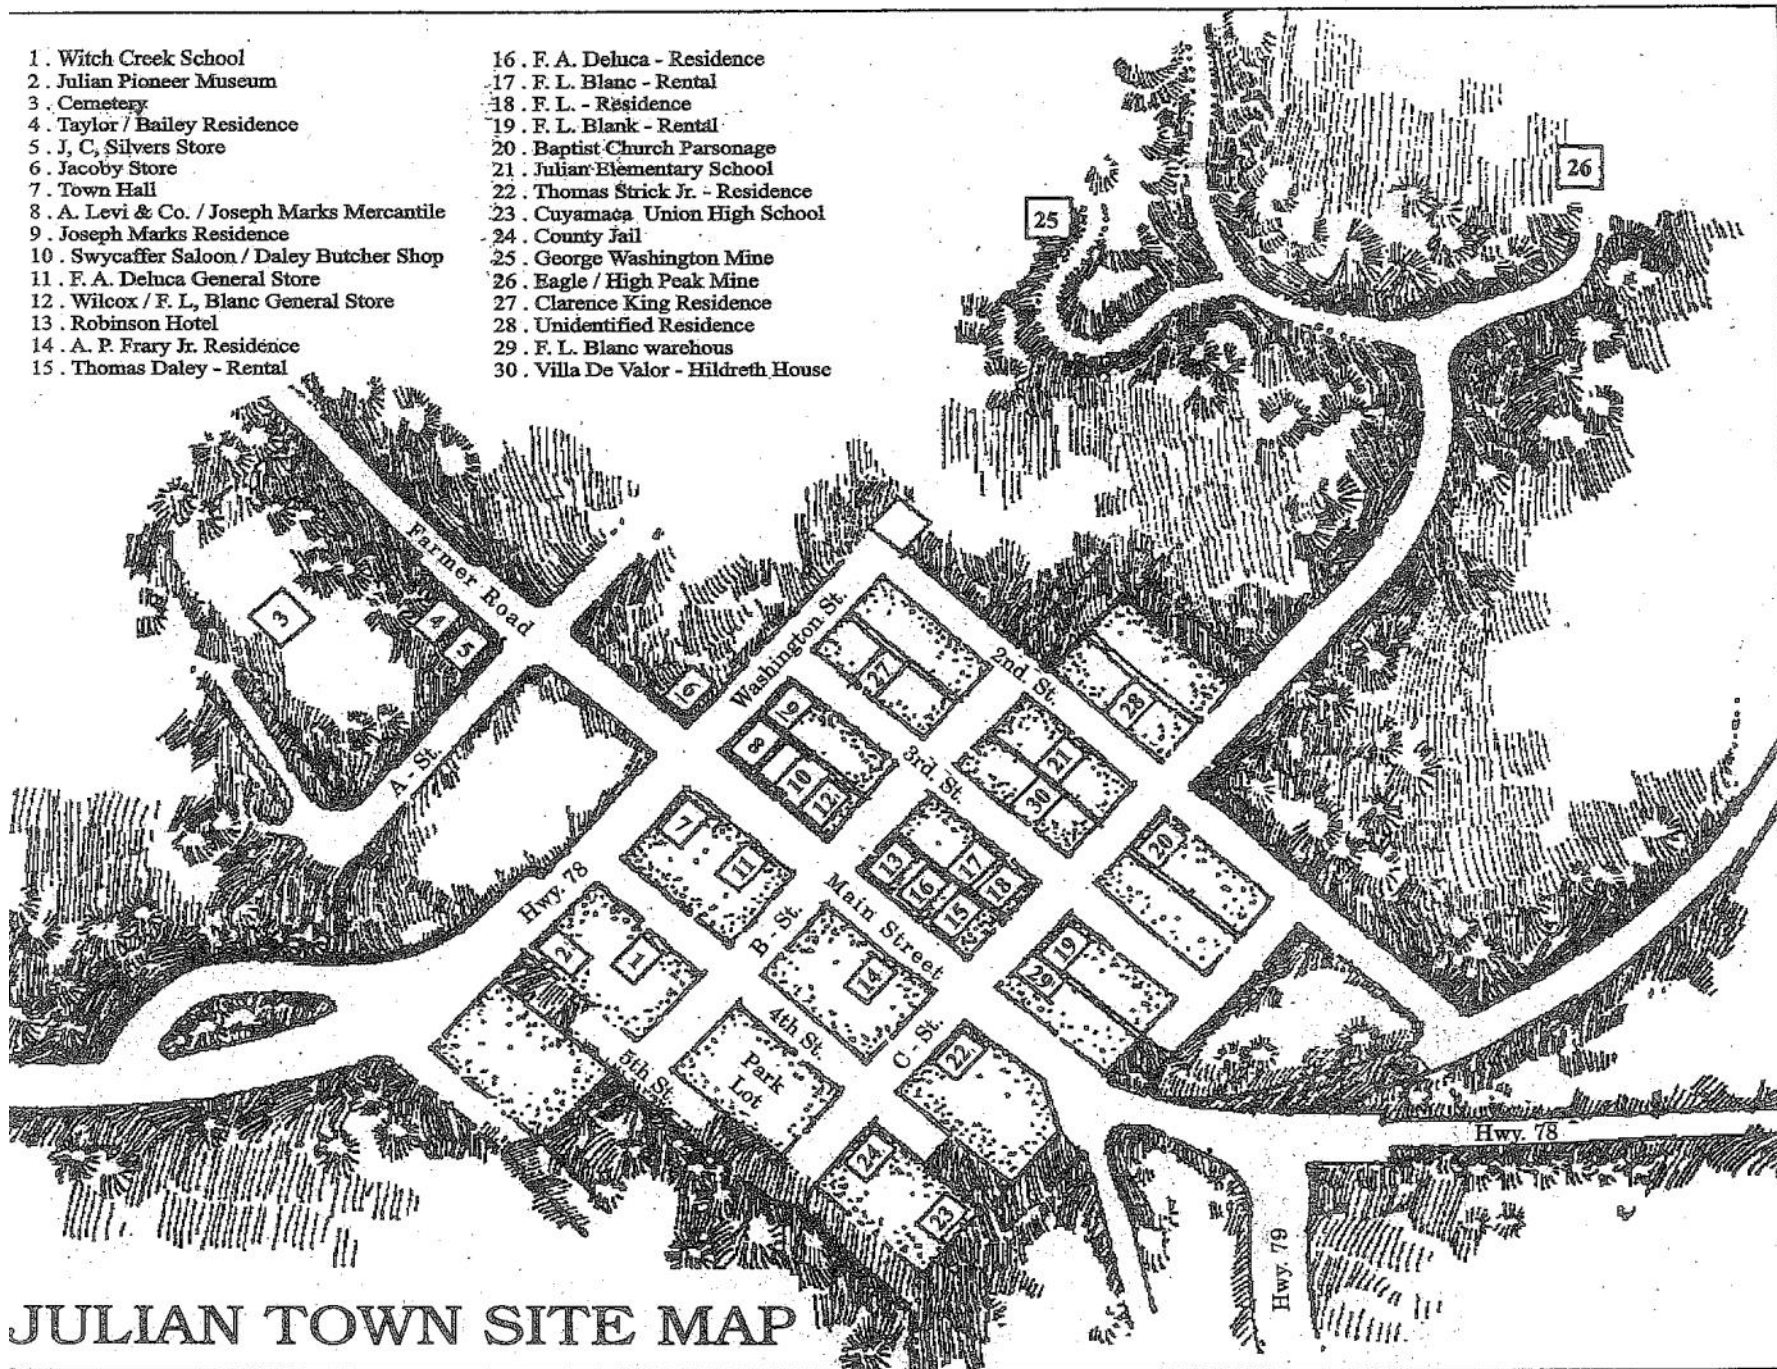 1 . Witch Creek School
2 . Julian Pioneer Museum
3 . Cemetery
4 . Taylor / Bailey Residence
5 . J, C, Silvers Store
6 . Jacoby Store
7 . Town Hall
8 . A. Levi & Co. / Joseph Marks Mercantile
9 . Joseph Marks Residence
10 . Swycaffer Saloon / Daley Butcher Shop
11 . F. A. Deluca General Store
12 . Wilcox / F. L, Blanc General Store
13 . Robinson Hotel
14 . A. P. Frary Jr. Residence
15 . Thomas Daley - Rental
16 . F. A. Deluca - Residence
17 . F. L. Blanc - Rental
18 . F. L. - Residence
19 . F. L. Blank - Rental
20 . Baptist Church Parsonage
21 . Julian Elementary School
22 . Thomas Strick Jr. - Residence
23 . Cuyamaca Union High School
24 . County Jail
25 . George Washington Mine
26 . Eagle / High Peak Mine
27 . Clarence King Residence
28 . Unidentified Residence
29 . F. L. Blanc warehous
30 . Villa De Valor - Hildreth House
26
25
Farmer Road
3
4
5
6
Washington St.
27
2nd. St.
28
9
8
10
12
3rd. St.
21
30
A - St.
7
11
Hwy. 78
13
16
17
18
15
20
Main Street
B - St.
2
1
14
19
29
4th St.
C - St.
22
5th St.
Park
Lot
24
23
Hwy. 78
Hwy. 79
JULIAN TOWN SITE MAP